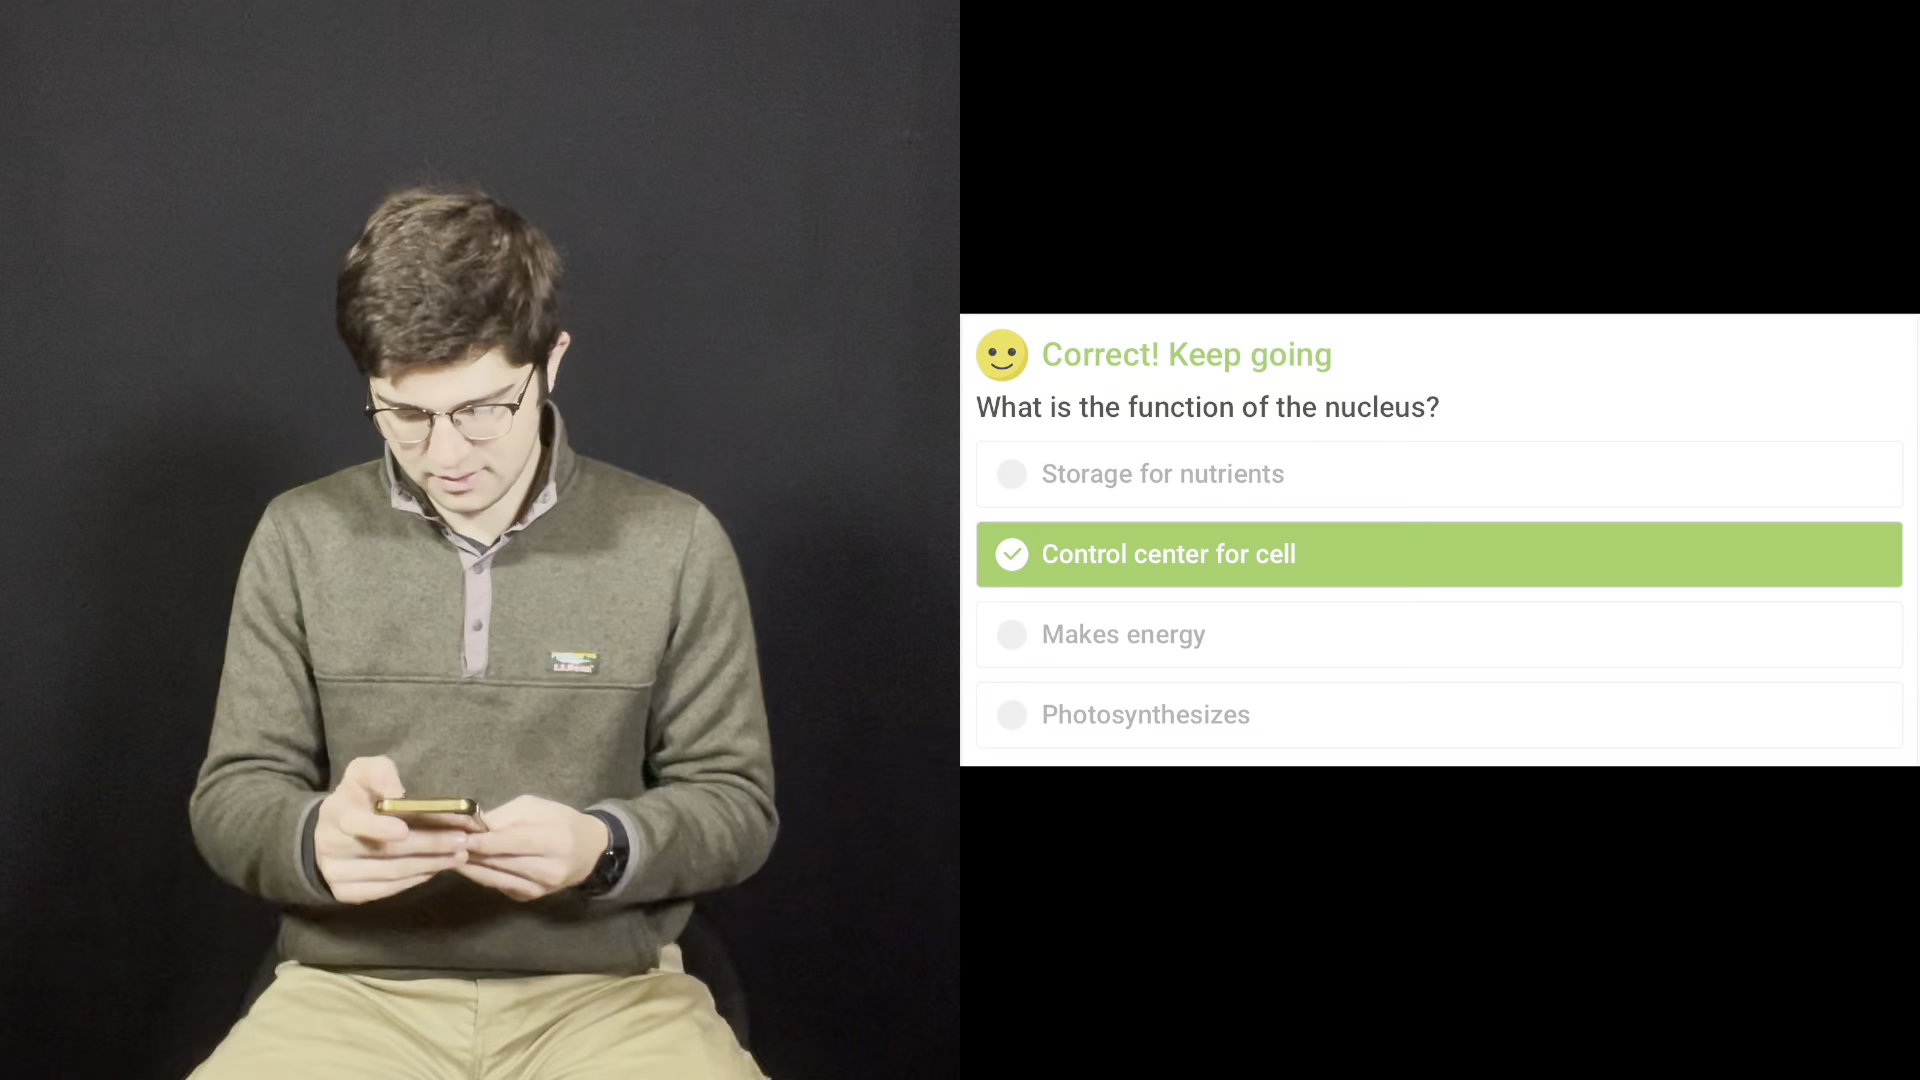 Correct! Keep going
What is the function of the nucleus?
Storage for nutrients
Control center for cell
Makes energy
Photosynthesizes
L.L.Bean